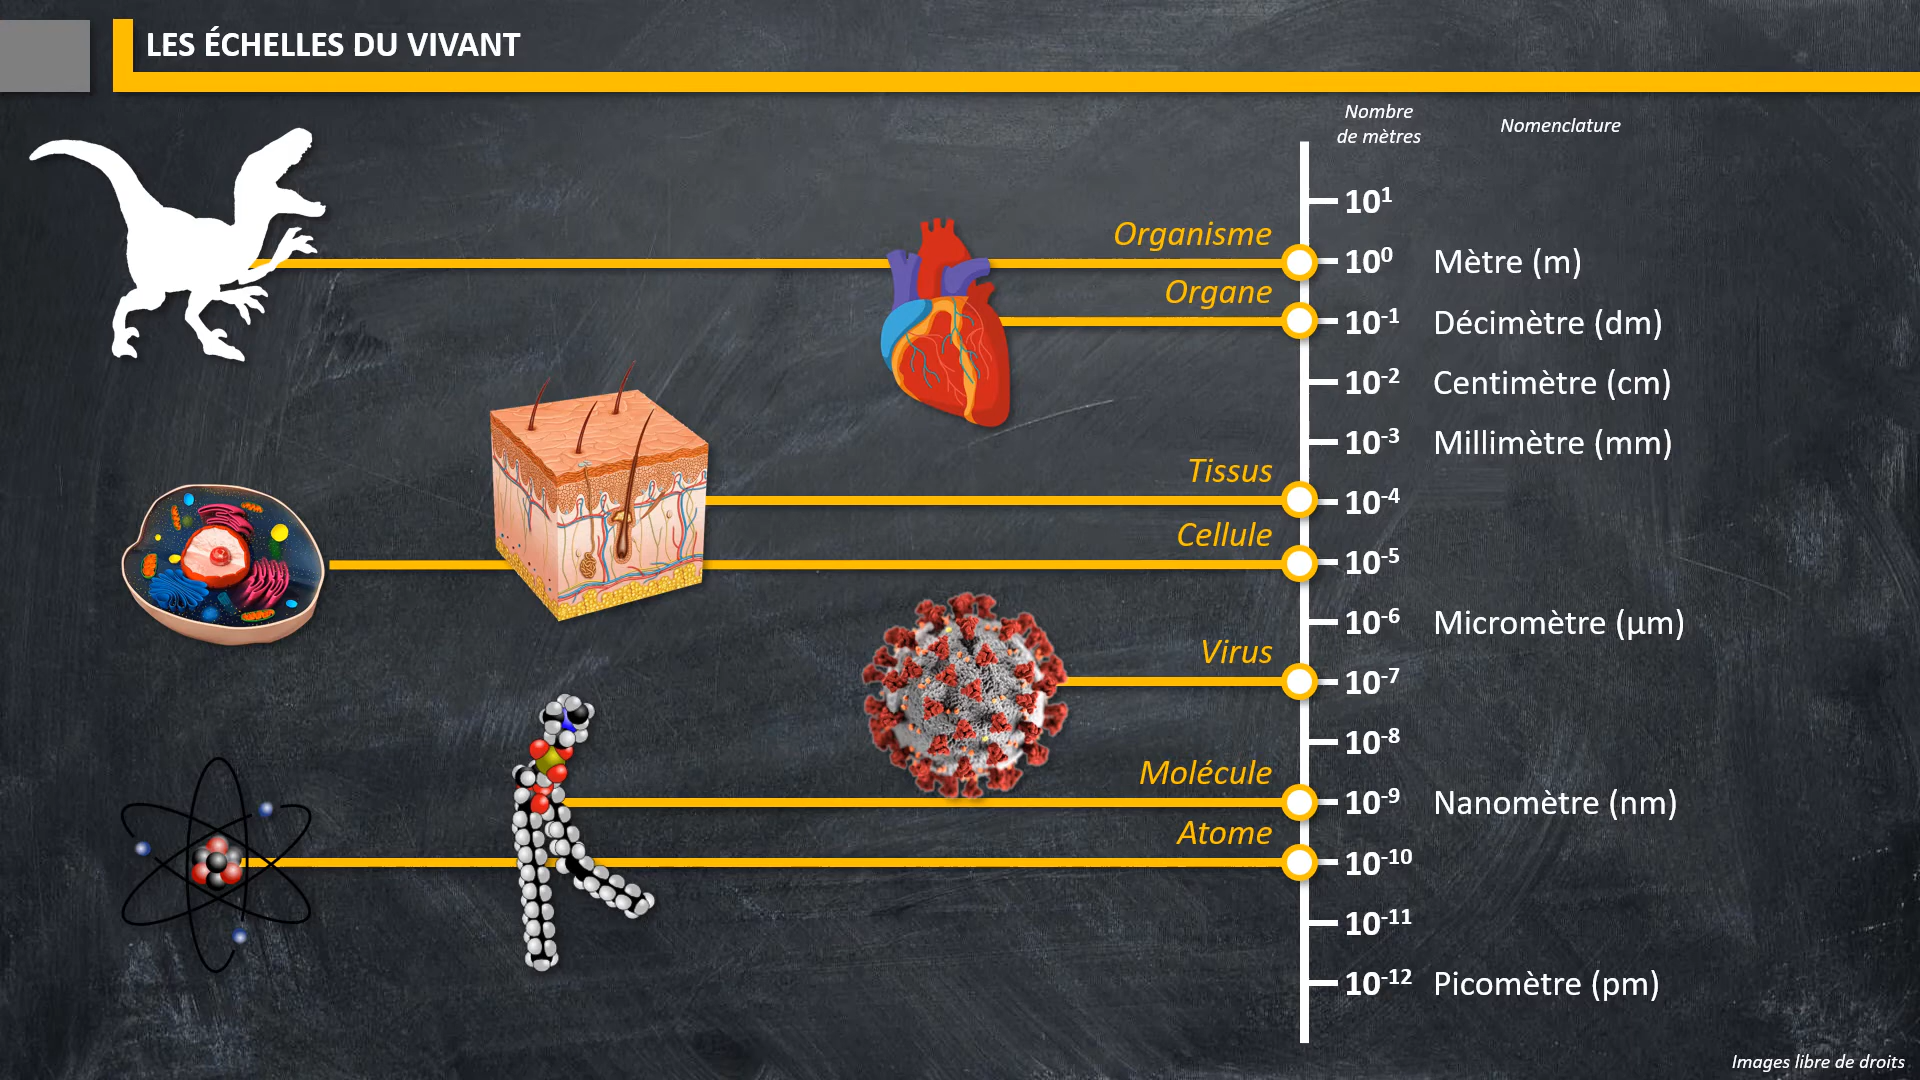 LES ÉCHELLES DU VIVANT
Nombre
de mètres
Nomenclature
10¹
Organisme
10⁰ Mètre (m)
Organe
10⁻¹ Décimètre (dm)
10⁻² Centimètre (cm)
10⁻³ Millimètre (mm)
Tissus
10⁻⁴
Cellule
10⁻⁵
10⁻⁶ Micromètre (µm)
Virus
10⁻⁷
10⁻⁸
Molécule
10⁻⁹ Nanomètre (nm)
Atome
10⁻¹⁰
10⁻¹¹
10⁻¹² Picomètre (pm)
Images libre de droits